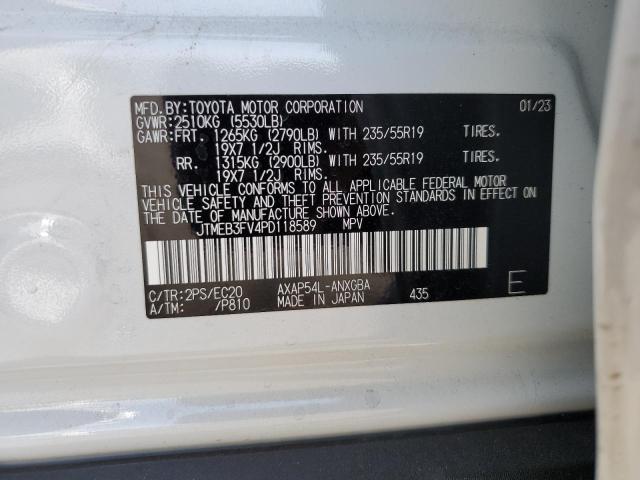 MFD.BY:TOYOTA MOTOR CORPORATION 01/23
GVWR:2510KG (5530LB)
GAWR:FRT. 1265KG (2790LB) WITH 235/55R19 TIRES.
19X7 1/2J RIMS.
RR. 1315KG (2900LB) WITH 235/55R19 TIRES.
19X7 1/2J RIMS.
THIS VEHICLE CONFORMS TO ALL APPLICABLE FEDERAL MOTOR
VEHICLE SAFETY AND THEFT PREVENTION STANDARDS IN EFFECT
ON THE DATE OF MANUFACTURE SHOWN ABOVE.
JTMEB3FV4PD118589 MPV
C/TR:2PS/EC20 AXAP54L-ANXGBA E
A/TM: /P810 MADE IN JAPAN 435